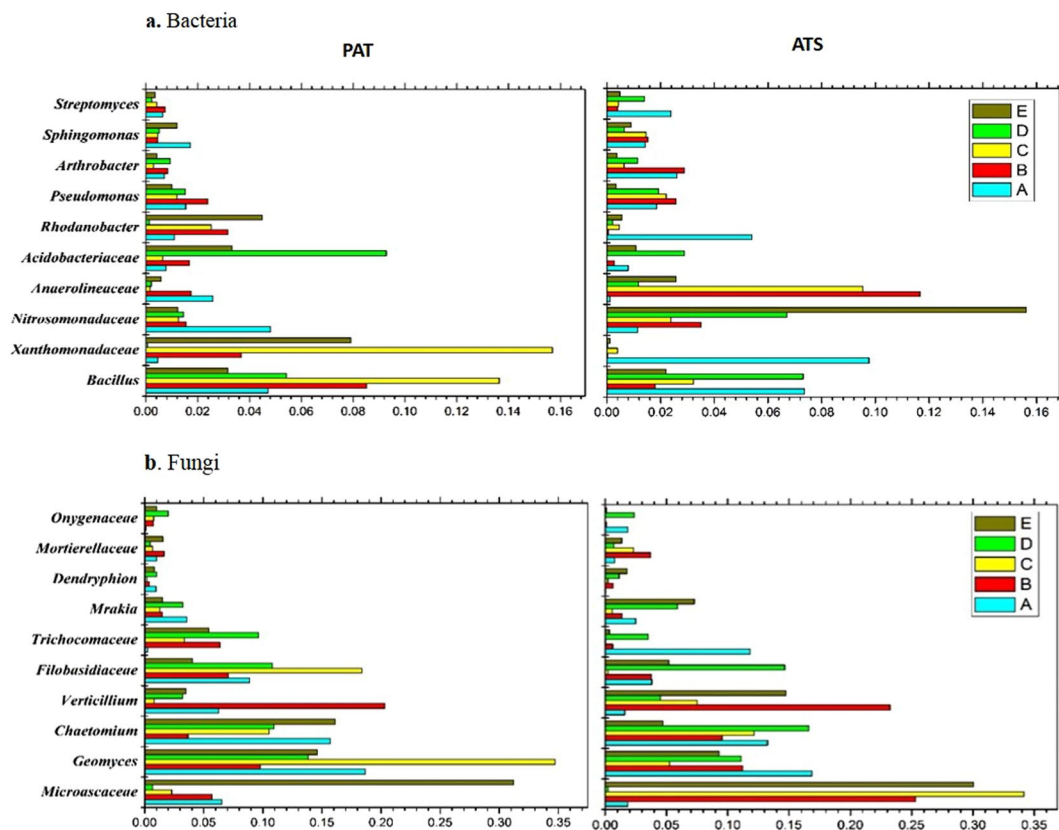 a. Bacteria
PAT
ATS
Streptomyces
Sphingomonas
Arthrobacter
Pseudomonas
Rhodanobacter
Acidobacteriaceae
Anaerolineaceae
Nitrosomonadaceae
Xanthomonadaceae
Bacillus
E
D
C
B
A
0.00 0.02 0.04 0.06 0.08 0.10 0.12 0.14 0.16
0.00 0.02 0.04 0.06 0.08 0.10 0.12 0.14 0.16
b. Fungi
Onygenaceae
Mortierellaceae
Dendryphion
Mrakia
Trichocomaceae
Filobasidiaceae
Verticillium
Chaetomium
Geomyces
Microascaceae
E
D
C
B
A
0.00 0.05 0.10 0.15 0.20 0.25 0.30 0.35
0.00 0.05 0.10 0.15 0.20 0.25 0.30 0.35